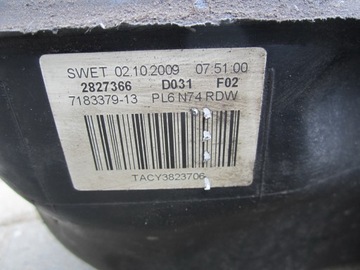 SWET 02.10.2009 07:51:00
2827366 D031 F02
7183379-13 PL6 N74 RDW
TACY3823706